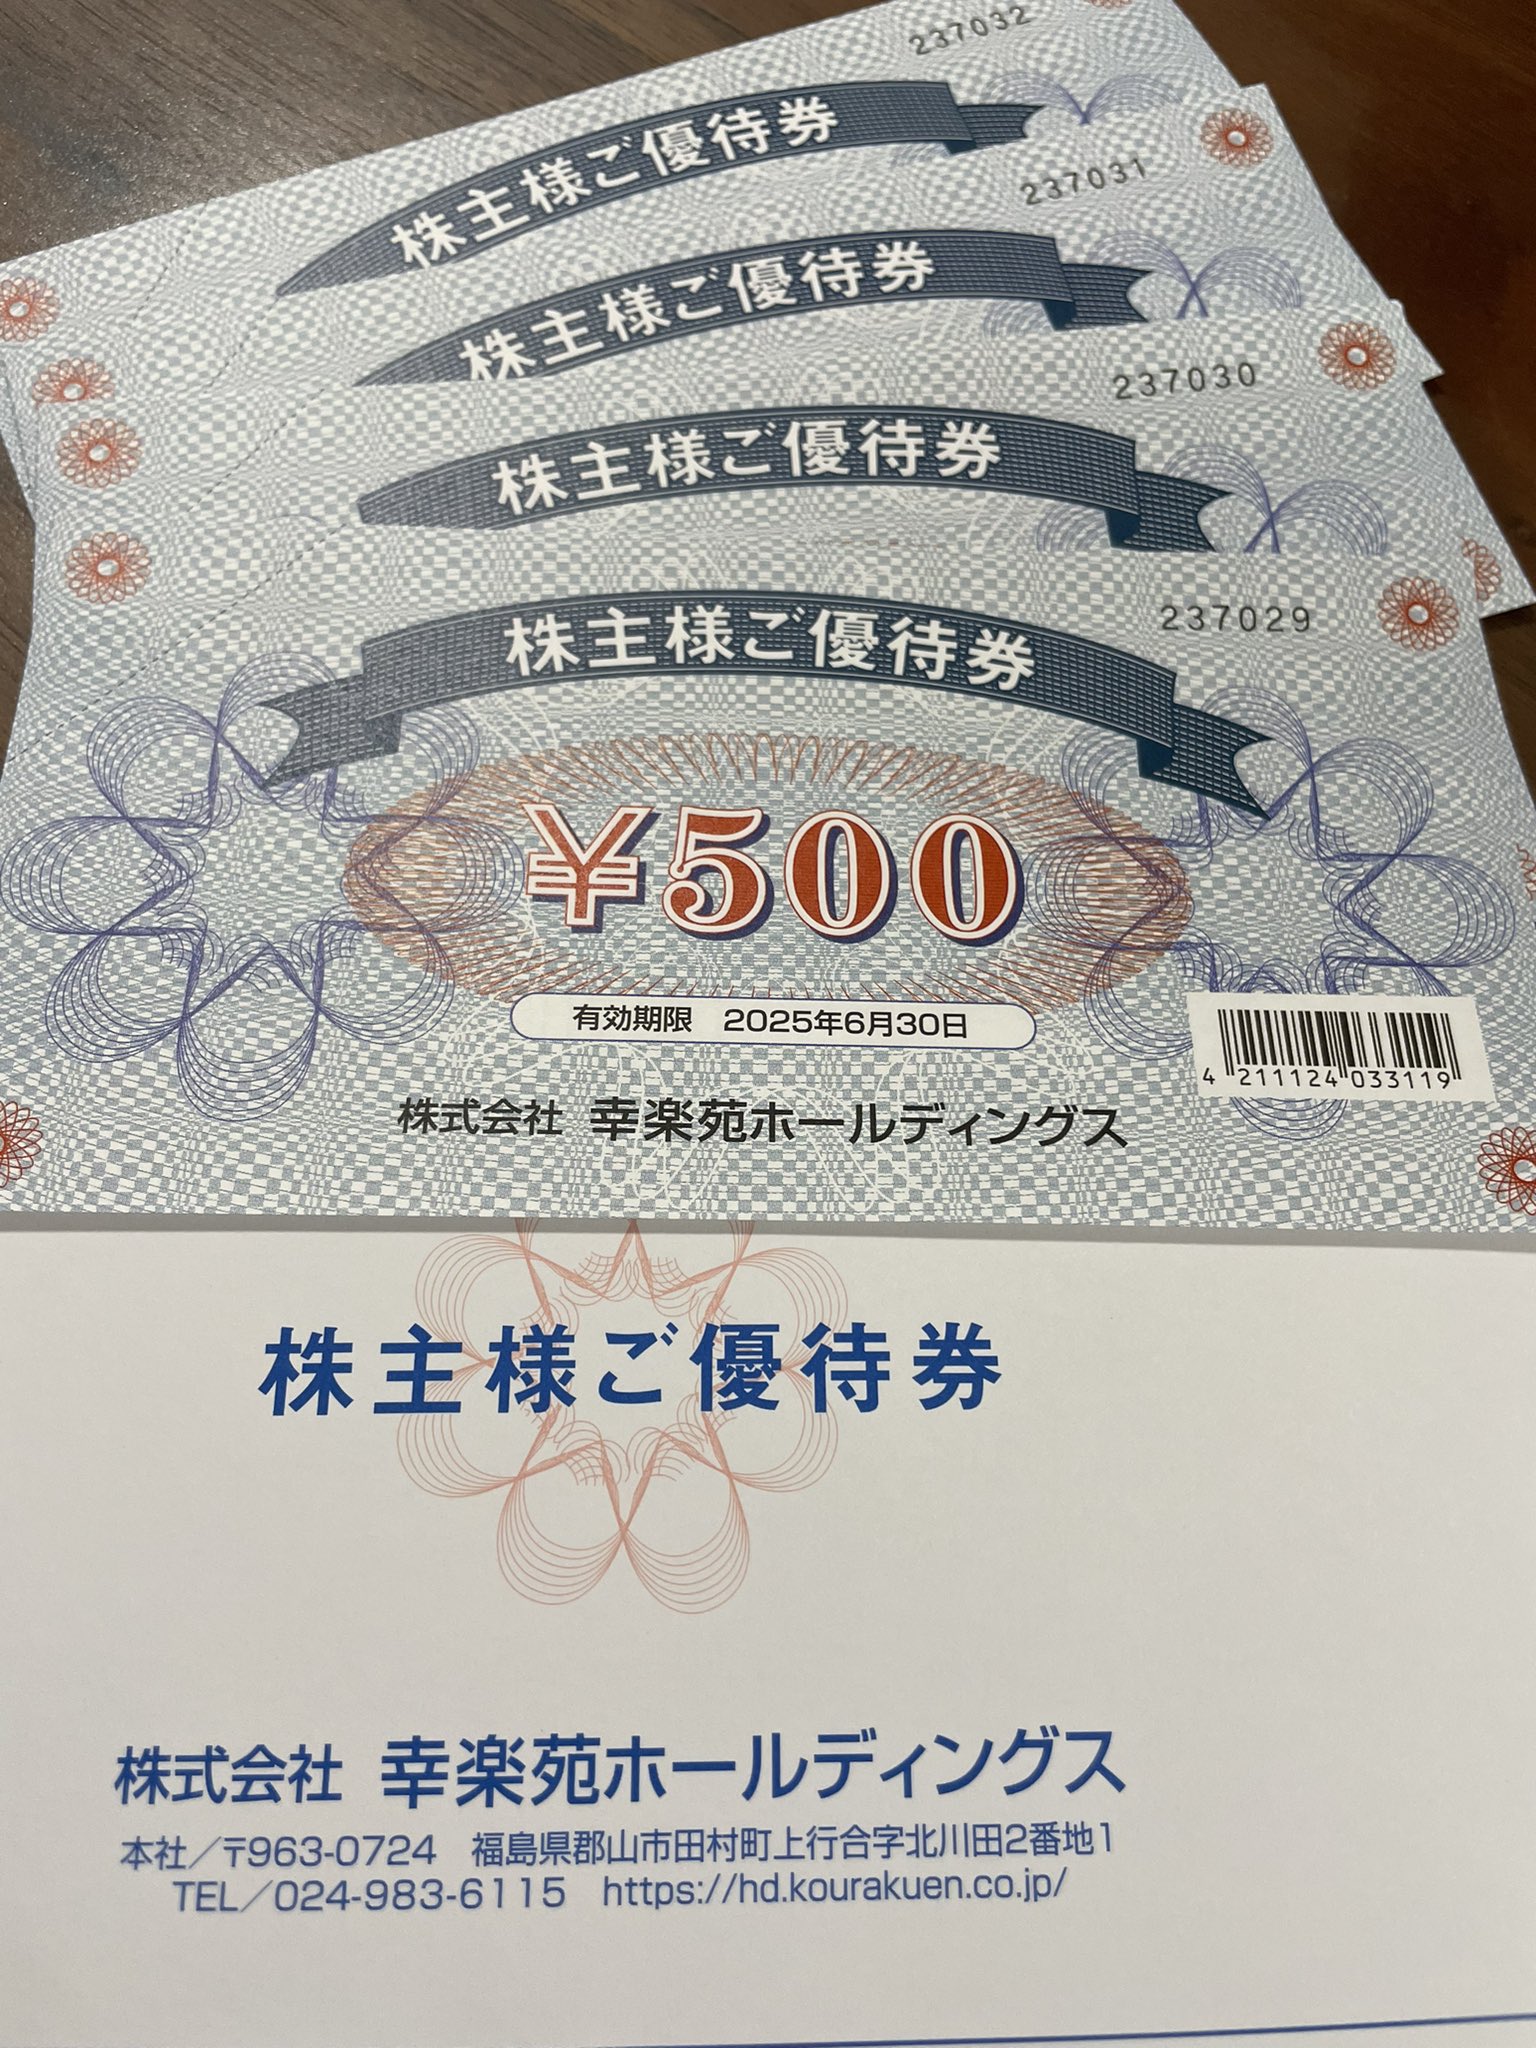 237032
株主様ご優待券
237031
株主様ご優待券
237030
株主様ご優待券
237029
株主様ご優待券
¥500
有効期限 2025年6月30日
4 211124 033119
株式会社 幸楽苑ホールディングス
株主様ご優待券
株式会社 幸楽苑ホールディングス
本社／〒963-0724 福島県郡山市田村町上行合字北川田2番地1
TEL／024-983-6115 https://hd.kourakuen.co.jp/